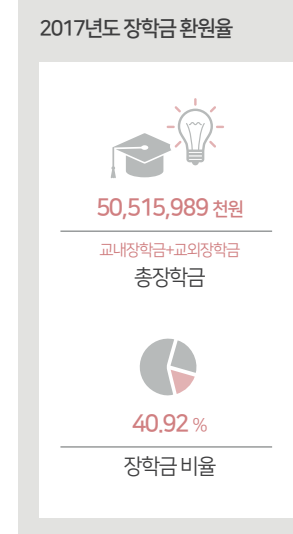 2017년도 장학금 환원율
50,515,989 천원
교내장학금+교외장학금
총장학금
40.92 %
장학금 비율